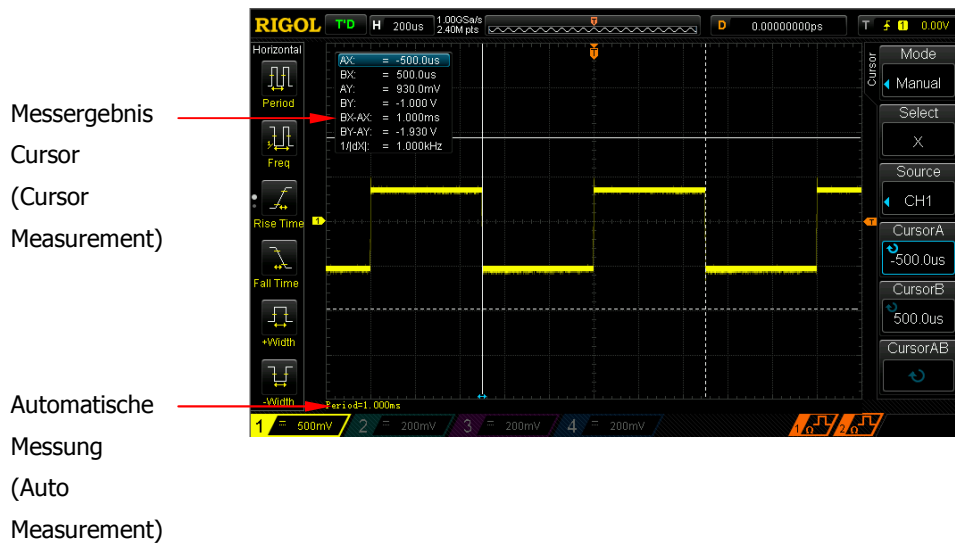 RIGOL T'D H 200us 1.00GSa/s 2.40M pts D 0.00000000ps T 1 0.00V
Horizontal
Period
Freq
Rise Time
Fall Time
+Width
-Width
AX: = -500.0us
BX: = 500.0us
AY: = 930.0mV
BY: = -1.000 V
BX-AX: = 1.000ms
BY-AY: = -1.930 V
1/|dX|: = 1.000kHz
T
1
T
Period=1.000ms
Cursor
Mode
Manual
Select
X
Source
CH1
CursorA
-500.0us
CursorB
500.0us
CursorAB
1 = 500mV 2 = 200mV 3 = 200mV 4 = 200mV 1 Ω 2 Ω
Messergebnis
Cursor
(Cursor
Measurement)
Automatische
Messung
(Auto
Measurement)